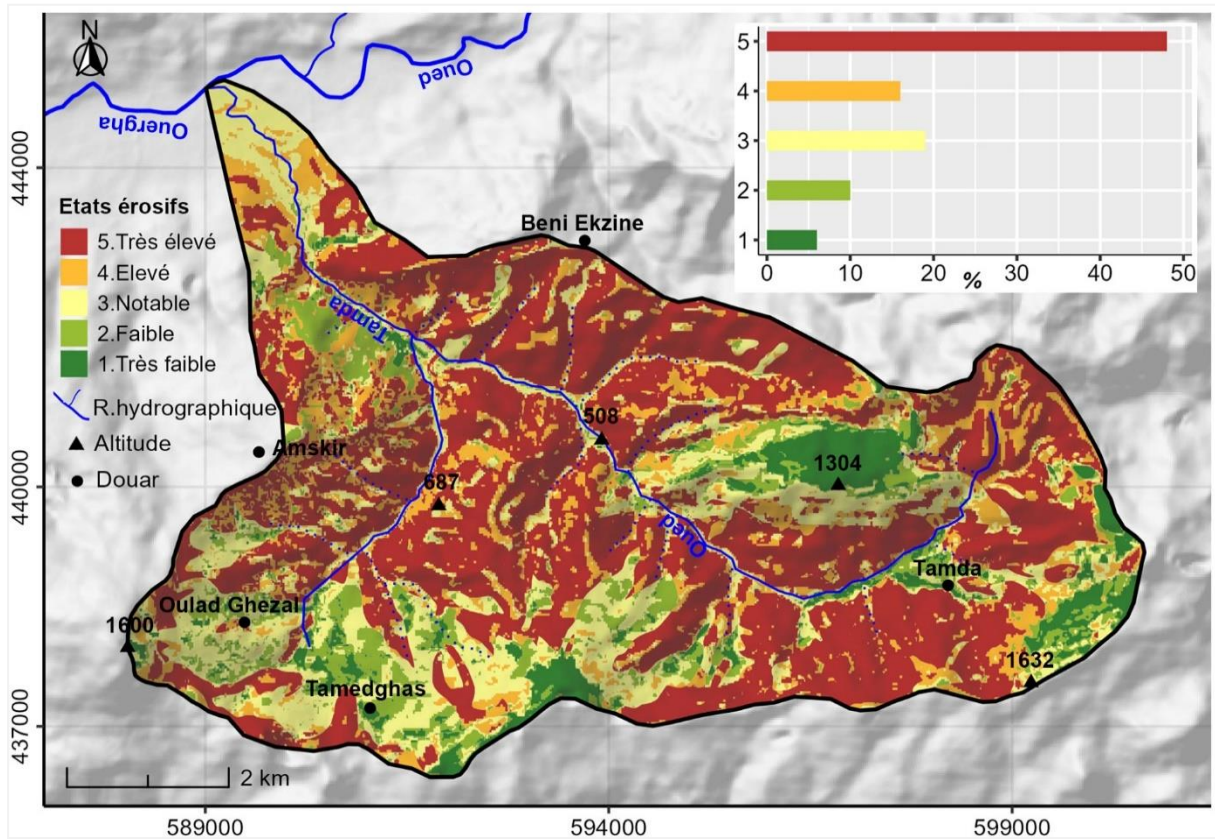 N
Oued
Ouergha
5
4
3
2
1
0
10
20
30
40
50
%
444000
440000
437000
Etats érosifs
5.Très élevé
4.Elevé
3.Notable
2.Faible
1.Très faible
R.hydrographique
Altitude
Douar
Beni Ekzine
Tamda
508
Amskir
1304
687
Oued
Tamda
Oulad Ghezal
1600
1632
Tamedghas
2 km
589000
594000
599000